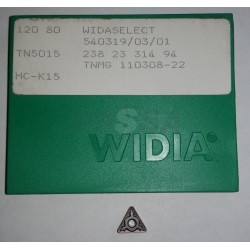 120 80 WIDASELECT
540319/03/01
TN5015 238 23 314 94
TNMG 110308-22
HC-K15
WIDIA®